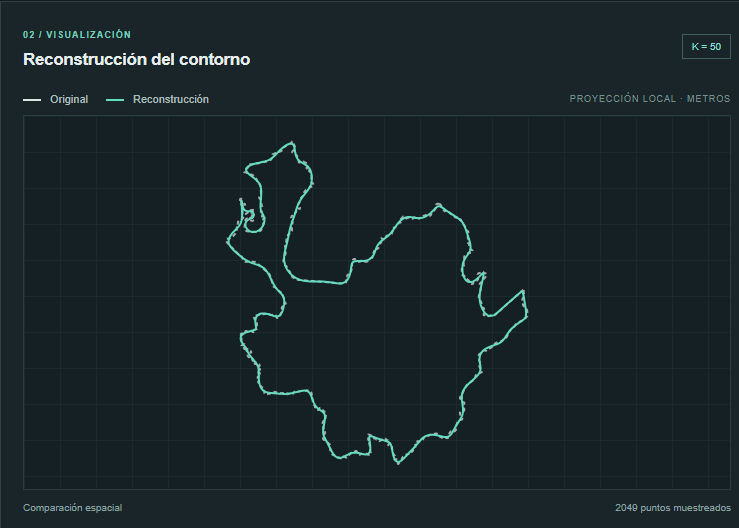 02 / VISUALIZACIÓN
Reconstrucción del contorno
K = 50
Original
Reconstrucción
PROYECCIÓN LOCAL · METROS
Comparación espacial
2049 puntos muestreados